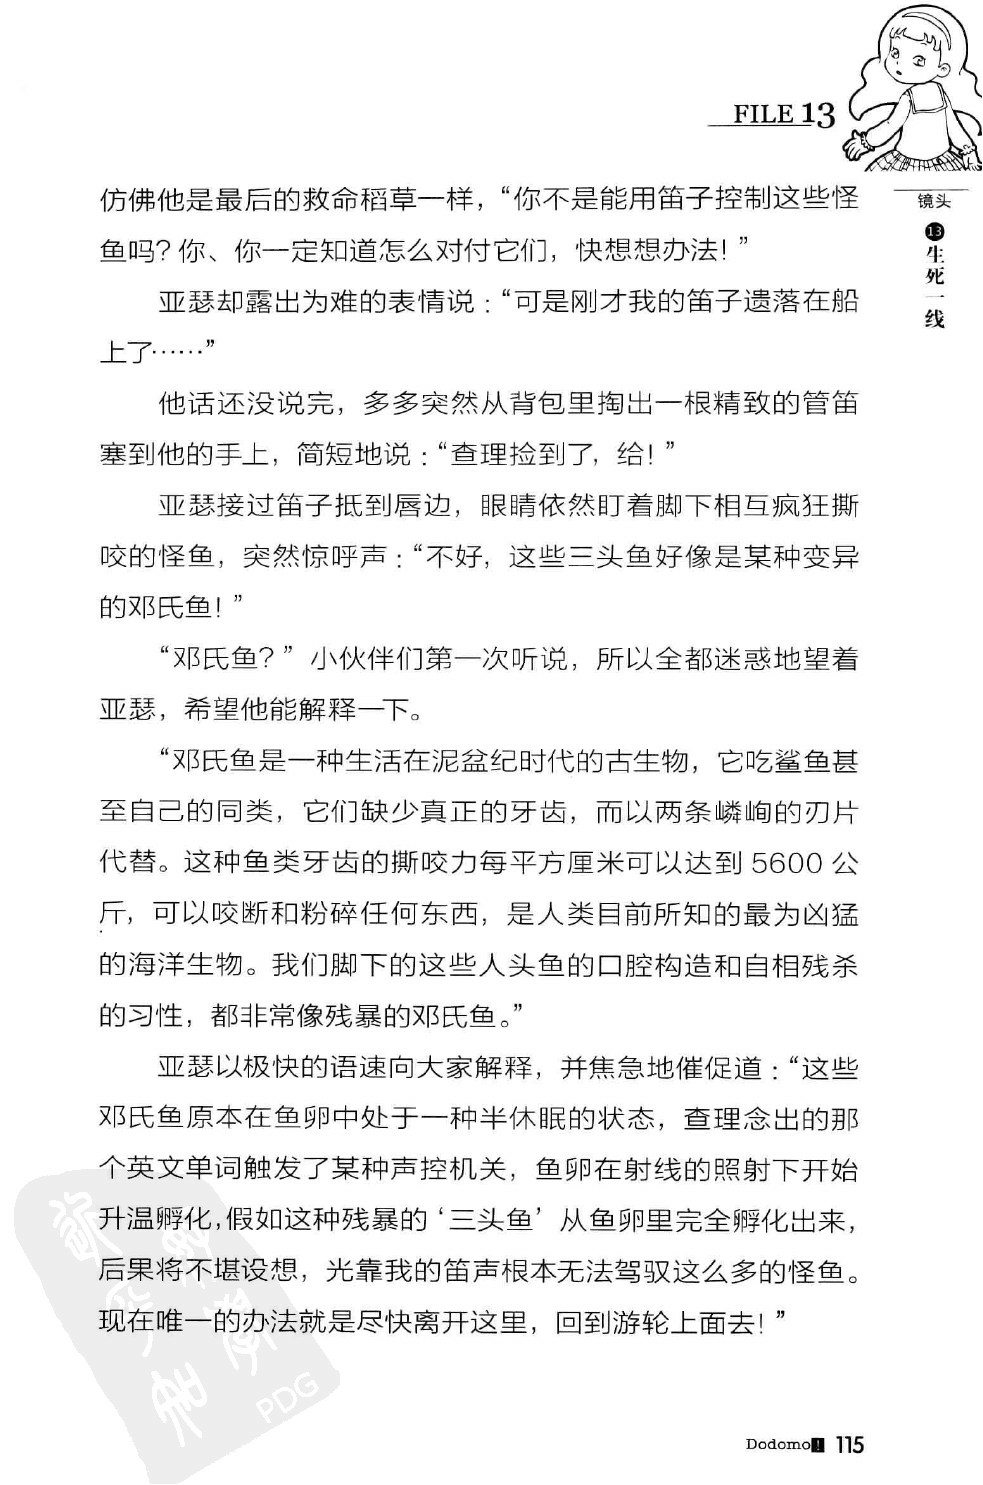 FILE 13
镜头
⓭生死一线
仿佛他是最后的救命稻草一样，“你不是能用笛子控制这些怪
鱼吗？你、你一定知道怎么对付它们，快想想办法！”
亚瑟却露出为难的表情说：“可是刚才我的笛子遗落在船
上了……”
他话还没说完，多多突然从背包里掏出一根精致的管笛
塞到他的手上，简短地说：“查理捡到了，给！”
亚瑟接过笛子抵到唇边，眼睛依然盯着脚下相互疯狂撕
咬的怪鱼，突然惊呼声：“不好，这些三头鱼好像是某种变异
的邓氏鱼！”
“邓氏鱼？”小伙伴们第一次听说，所以全都迷惑地望着
亚瑟，希望他能解释一下。
“邓氏鱼是一种生活在泥盆纪时代的古生物，它吃鲨鱼甚
至自己的同类，它们缺少真正的牙齿，而以两条嶙峋的刃片
代替。这种鱼类牙齿的撕咬力每平方厘米可以达到 5600 公
斤，可以咬断和粉碎任何东西，是人类目前所知的最为凶猛
的海洋生物。我们脚下的这些人头鱼的口腔构造和自相残杀
的习性，都非常像残暴的邓氏鱼。”
亚瑟以极快的语速向大家解释，并焦急地催促道：“这些
邓氏鱼原本在鱼卵中处于一种半休眠的状态，查理念出的那
个英文单词触发了某种声控机关，鱼卵在射线的照射下开始
升温孵化，假如这种残暴的‘三头鱼’从鱼卵里完全孵化出来，
后果将不堪设想，光靠我的笛声根本无法驾驭这么多的怪鱼。
现在唯一的办法就是尽快离开这里，回到游轮上面去！”
PDG
Dodomo! 115